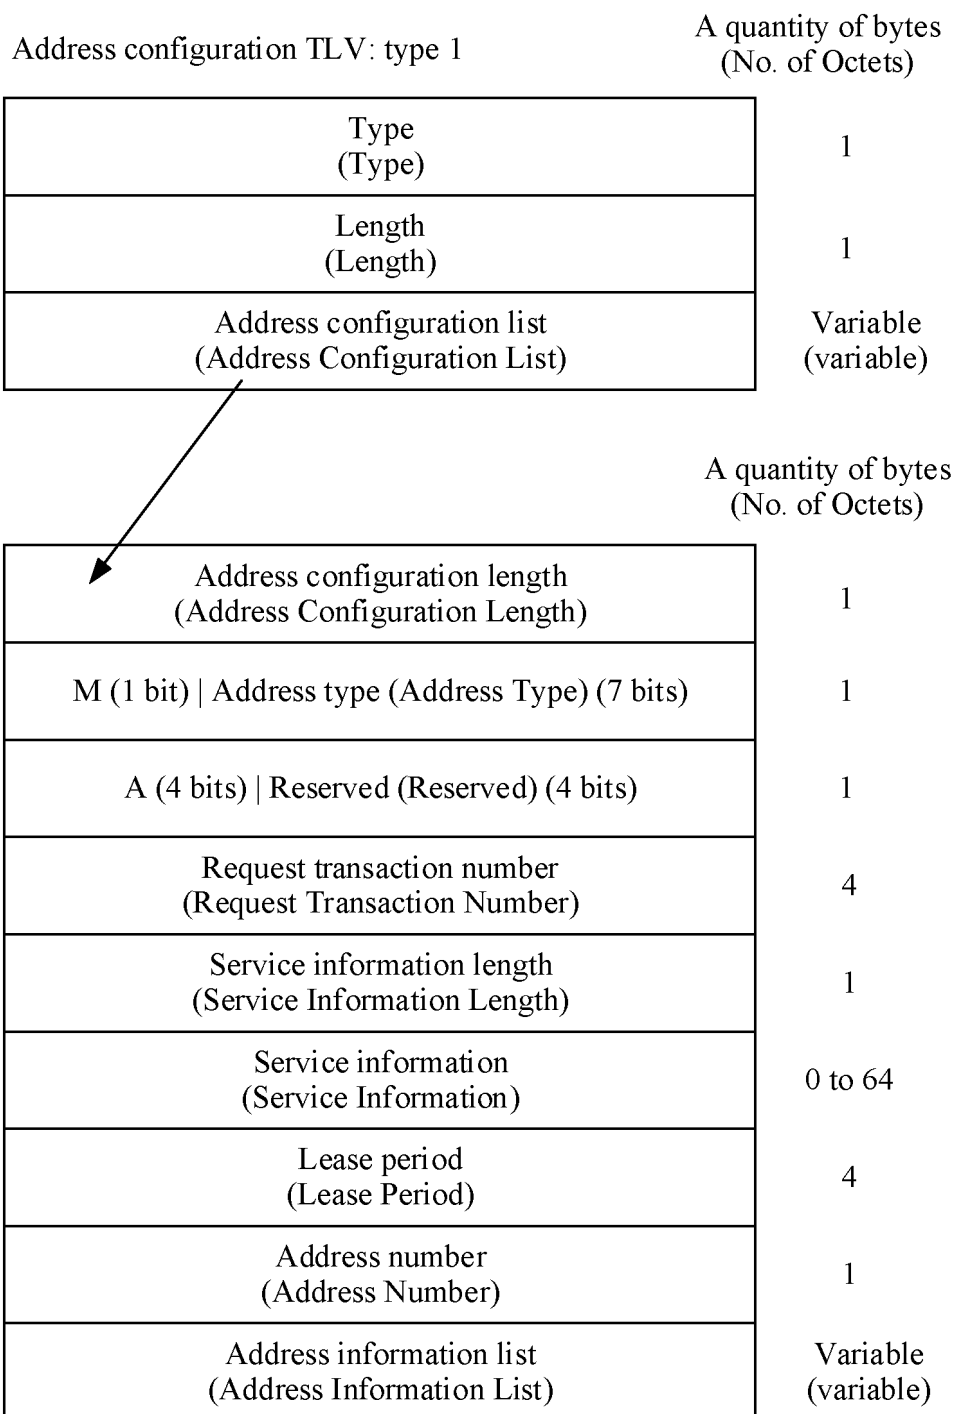 Address configuration TLV: type 1
A quantity of bytes
(No. of Octets)
Type
(Type)
1
Length
(Length)
1
Address configuration list
(Address Configuration List)
Variable
(variable)
A quantity of bytes
(No. of Octets)
Address configuration length
(Address Configuration Length)
1
M (1 bit) | Address type (Address Type) (7 bits)
1
A (4 bits) | Reserved (Reserved) (4 bits)
1
Request transaction number
(Request Transaction Number)
4
Service information length
(Service Information Length)
1
Service information
(Service Information)
0 to 64
Lease period
(Lease Period)
4
Address number
(Address Number)
1
Address information list
(Address Information List)
Variable
(variable)